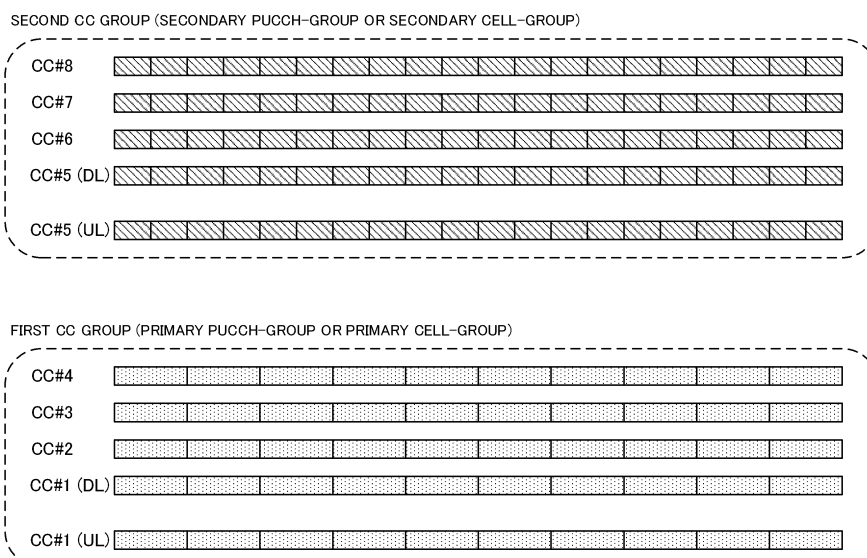 SECOND CC GROUP (SECONDARY PUCCH-GROUP OR SECONDARY CELL-GROUP)
CC#8
CC#7
CC#6
CC#5 (DL)
CC#5 (UL)
FIRST CC GROUP (PRIMARY PUCCH-GROUP OR PRIMARY CELL-GROUP)
CC#4
CC#3
CC#2
CC#1 (DL)
CC#1 (UL)